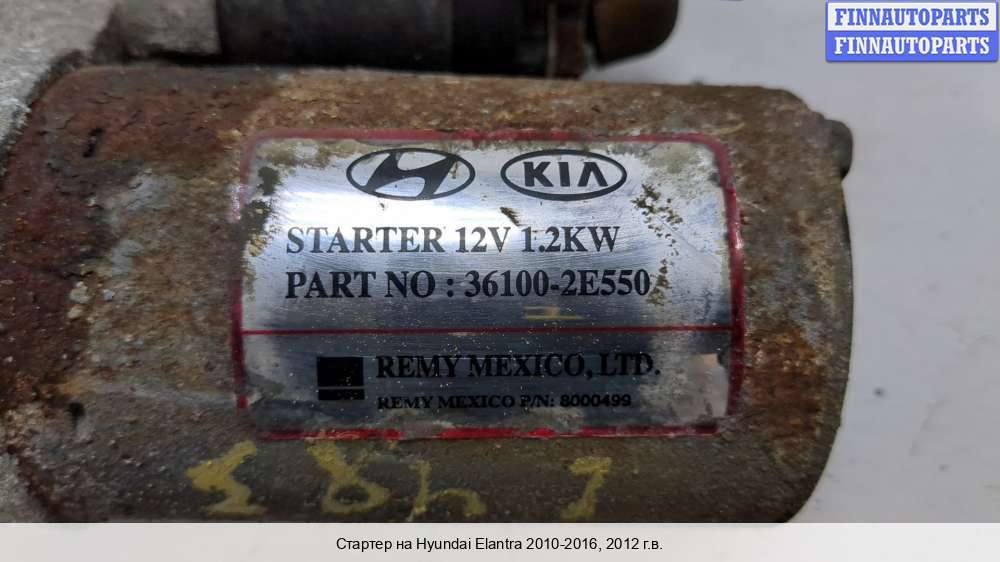 FINNAUTOPARTS
FINNAUTOPARTS
KIA
STARTER 12V 1.2KW
PART NO : 36100-2E550
REMY MEXICO, LTD.
REMY MEXICO P/N: 8000499
Стартер на Hyundai Elantra 2010-2016, 2012 г.в.